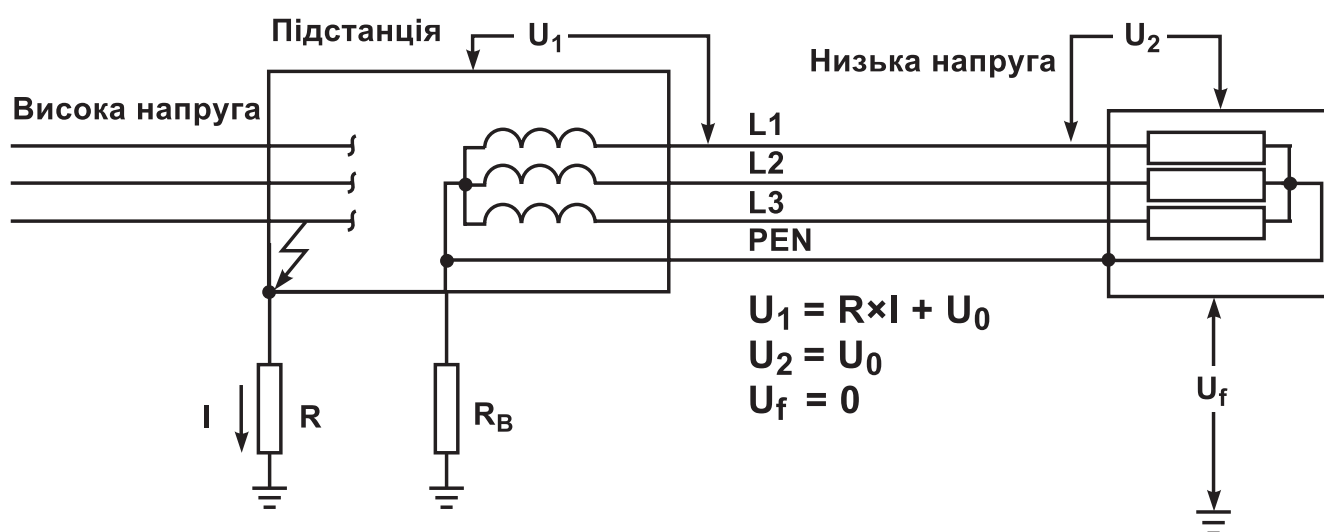 Підстанція
U1
U2
Низька напруга
Висока напруга
L1
L2
L3
PEN
U1 = R×I + U0
U2 = U0
Uf = 0
I
R
RB
Uf